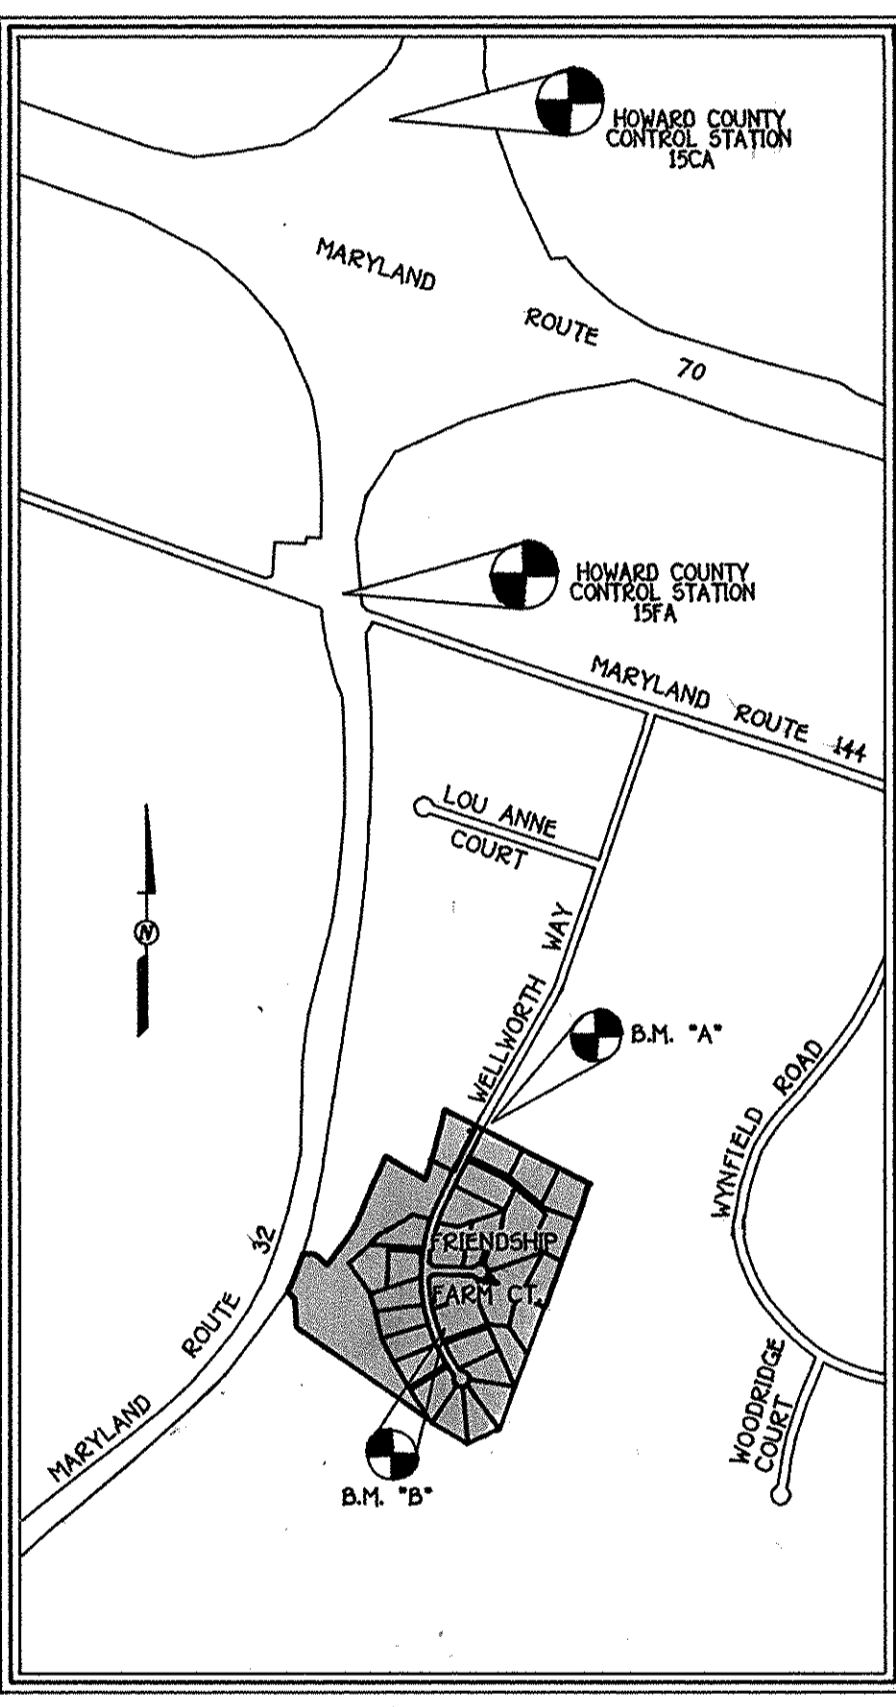 HOWARD COUNTY
CONTROL STATION
15CA
MARYLAND ROUTE 70
HOWARD COUNTY
CONTROL STATION
15FA
MARYLAND ROUTE 144
LOU ANNE
COURT
WELLWORTH WAY
N
B.M. "A"
WYNFIELD ROAD
FRIENDSHIP
FARM CT.
MARYLAND ROUTE 32
WOODRIDGE
COURT
B.M. "B"